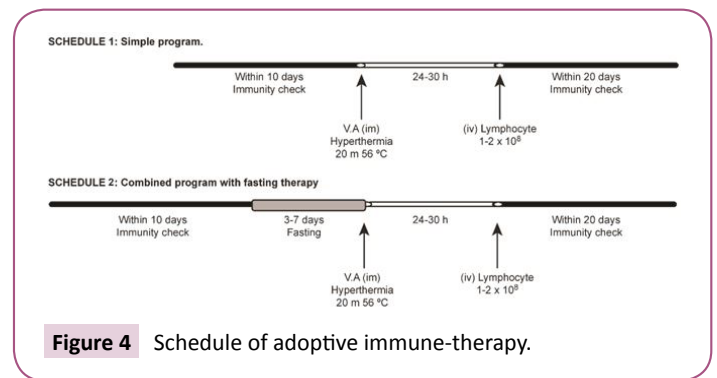 SCHEDULE 1: Simple program.
Within 10 days
Immunity check
24-30 h
Within 20 days
Immunity check
V.A (im)
Hyperthermia
20 m 56 ºC
(iv) Lymphocyte
1-2 x 10⁸
SCHEDULE 2: Combined program with fasting therapy
Within 10 days
Immunity check
3-7 days
Fasting
24-30 h
Within 20 days
Immunity check
V.A (im)
Hyperthermia
20 m 56 ºC
(iv) Lymphocyte
1-2 x 10⁸
Figure 4 Schedule of adoptive immune-therapy.